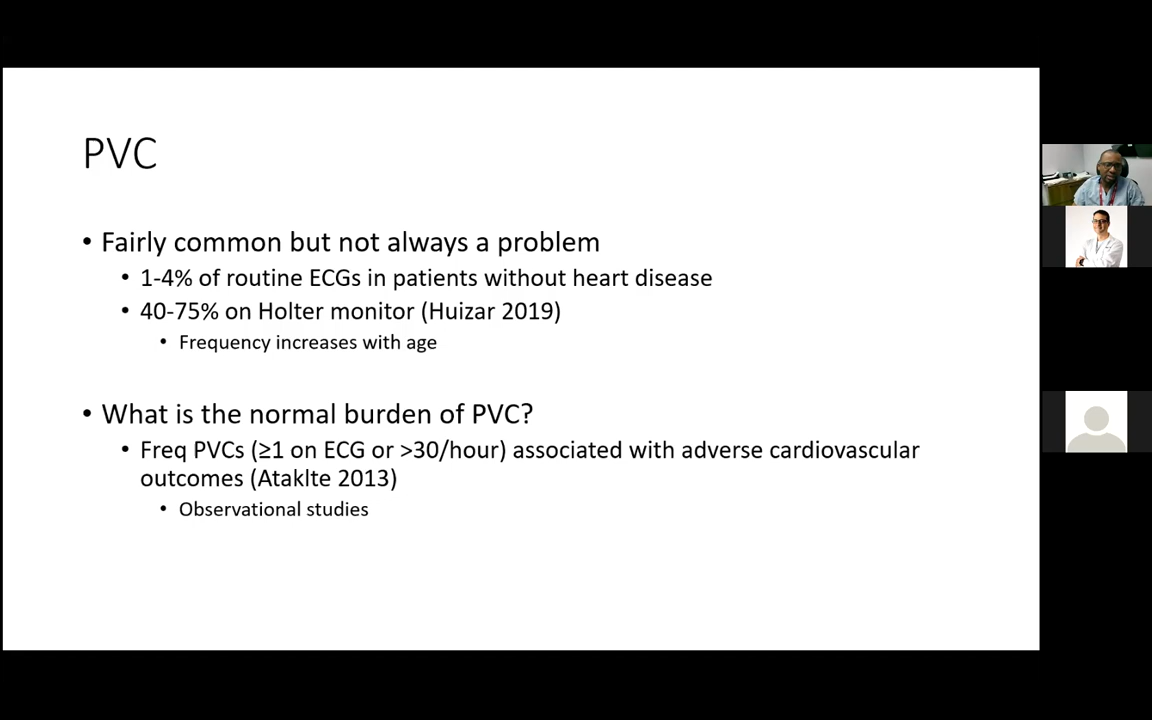 PVC
• Fairly common but not always a problem
• 1-4% of routine ECGs in patients without heart disease
• 40-75% on Holter monitor (Huizar 2019)
• Frequency increases with age
• What is the normal burden of PVC?
• Freq PVCs (≥1 on ECG or >30/hour) associated with adverse cardiovascular
outcomes (Ataklte 2013)
• Observational studies